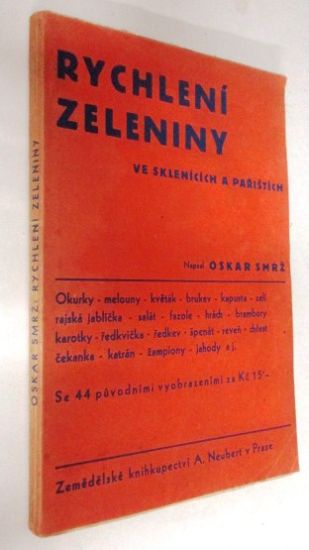 RYCHLENÍ
ZELENINY
VE SKLENÍCÍCH A PAŘIŠTÍCH
Napsal OSKAR SMRŽ
Okurky - melouny - květák - brukev - kapusta - zelí
rajská jablíčka - salát - fazole - hrách - brambory
karotky - ředkvička - ředkev - špenát - reveň - chřest
čekanka - katrán - žampiony - jahody a j.
Se 44 původními vyobrazeními za Kč 15'-
Zemědělské knihkupectví A. Neubert v Praze
OSKAR SMRŽ: RYCHLENÍ ZELENINY